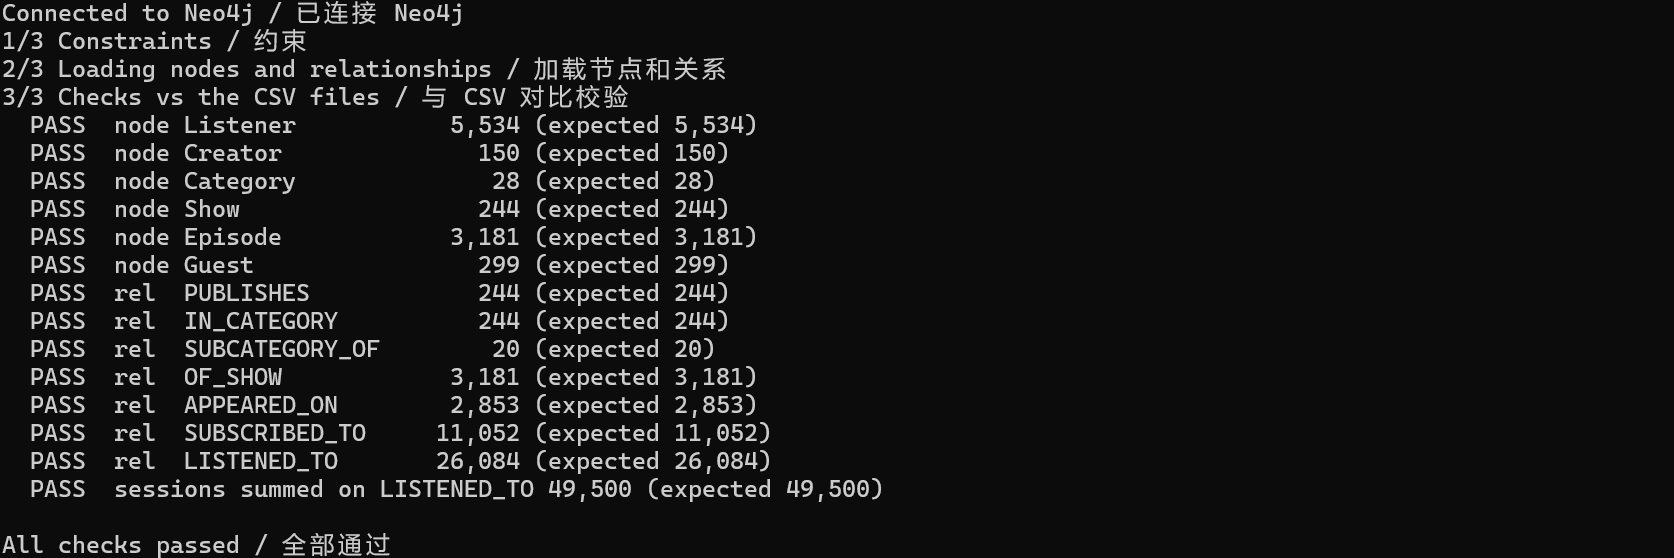 Connected to Neo4j / 已连接 Neo4j
1/3 Constraints / 约束
2/3 Loading nodes and relationships / 加载节点和关系
3/3 Checks vs the CSV files / 与 CSV 对比校验
  PASS  node Listener           5,534 (expected 5,534)
  PASS  node Creator              150 (expected 150)
  PASS  node Category              28 (expected 28)
  PASS  node Show                 244 (expected 244)
  PASS  node Episode            3,181 (expected 3,181)
  PASS  node Guest                299 (expected 299)
  PASS  rel  PUBLISHES            244 (expected 244)
  PASS  rel  IN_CATEGORY          244 (expected 244)
  PASS  rel  SUBCATEGORY_OF        20 (expected 20)
  PASS  rel  OF_SHOW            3,181 (expected 3,181)
  PASS  rel  APPEARED_ON        2,853 (expected 2,853)
  PASS  rel  SUBSCRIBED_TO     11,052 (expected 11,052)
  PASS  rel  LISTENED_TO       26,084 (expected 26,084)
  PASS  sessions summed on LISTENED_TO 49,500 (expected 49,500)
All checks passed / 全部通过